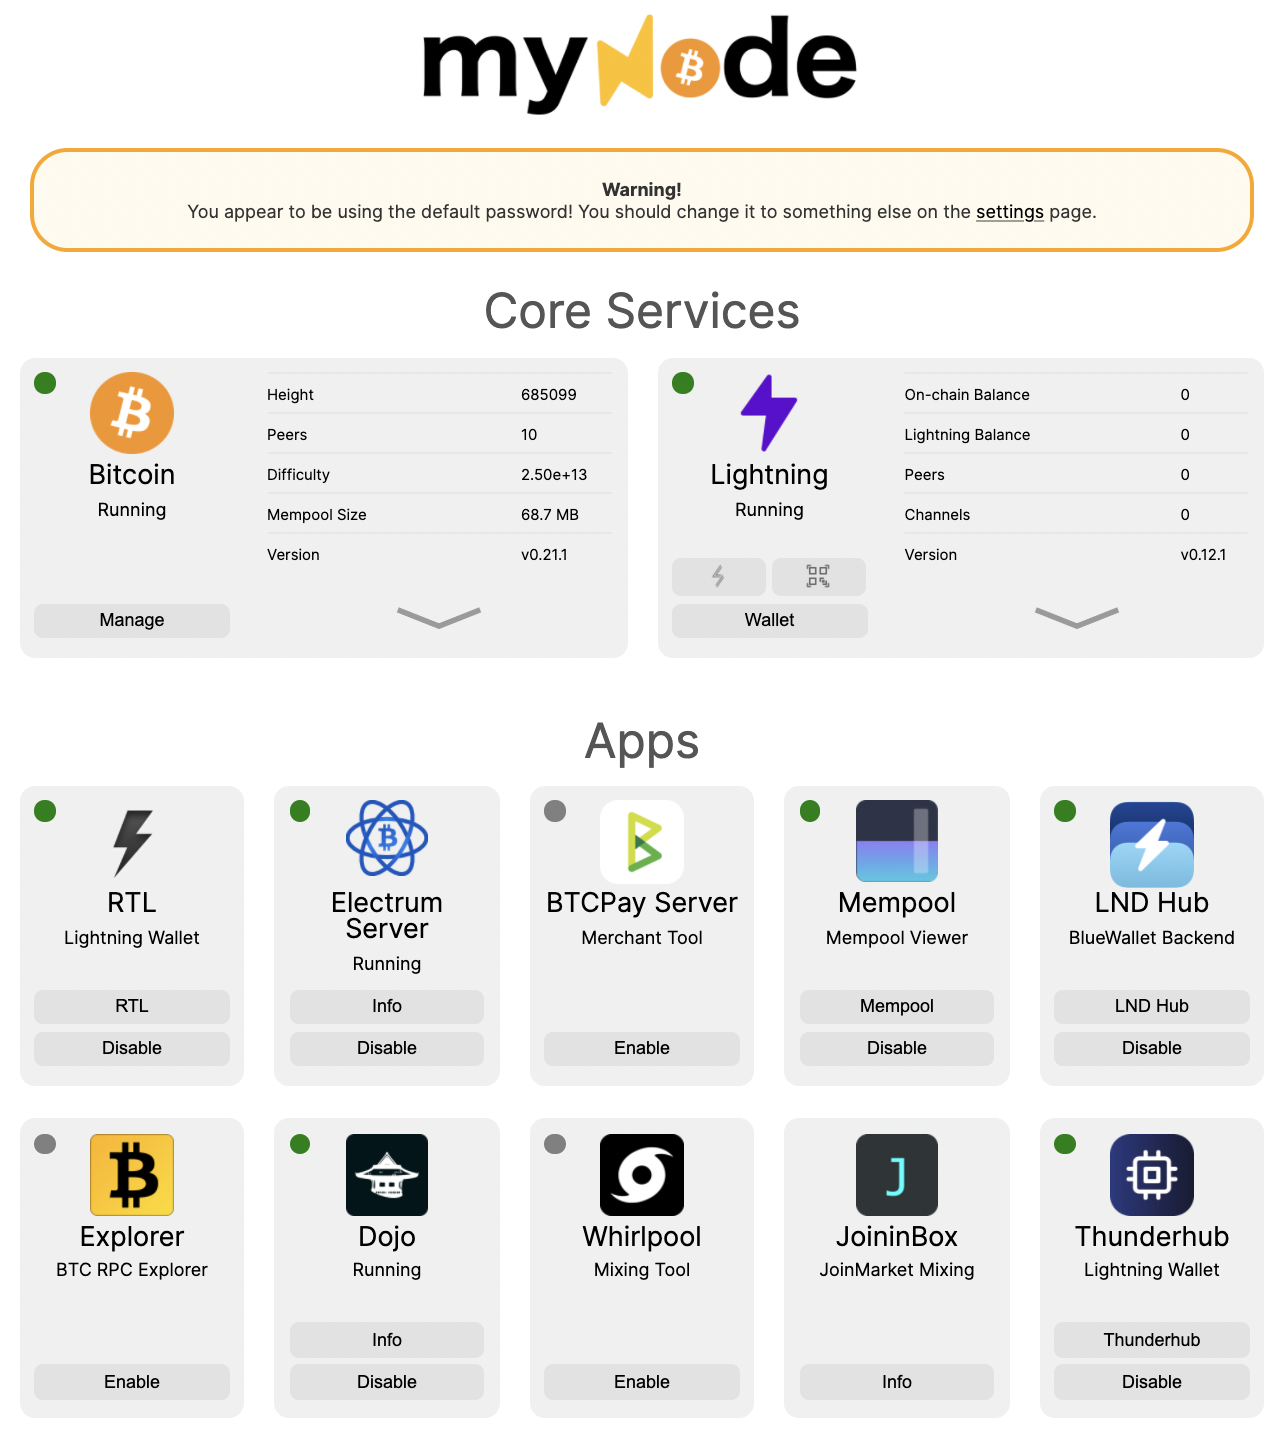 myNode
Warning!
You appear to be using the default password! You should change it to something else on the settings page.
Core Services
Bitcoin
Running
Manage
Height 685099
Peers 10
Difficulty 2.50e+13
Mempool Size 68.7 MB
Version v0.21.1
Lightning
Running
Wallet
On-chain Balance 0
Lightning Balance 0
Peers 0
Channels 0
Version v0.12.1
Apps
RTL
Lightning Wallet
RTL
Disable
Electrum
Server
Running
Info
Disable
BTCPay Server
Merchant Tool
Enable
Mempool
Mempool Viewer
Mempool
Disable
LND Hub
BlueWallet Backend
LND Hub
Disable
Explorer
BTC RPC Explorer
Enable
Dojo
Running
Info
Disable
Whirlpool
Mixing Tool
Enable
J
JoininBox
JoinMarket Mixing
Info
Thunderhub
Lightning Wallet
Thunderhub
Disable